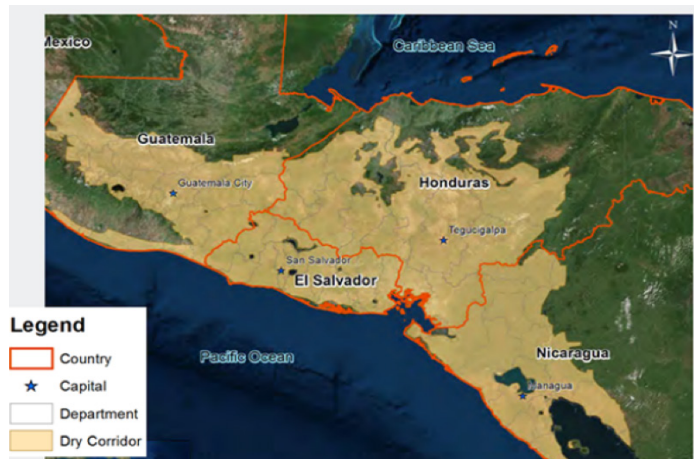 Mexico
Caribbean Sea
N
Guatemala
Guatemala City
Honduras
Tegucigalpa
San Salvador
El Salvador
Pacific Ocean
Nicaragua
Managua
Legend
Country
Capital
Department
Dry Corridor